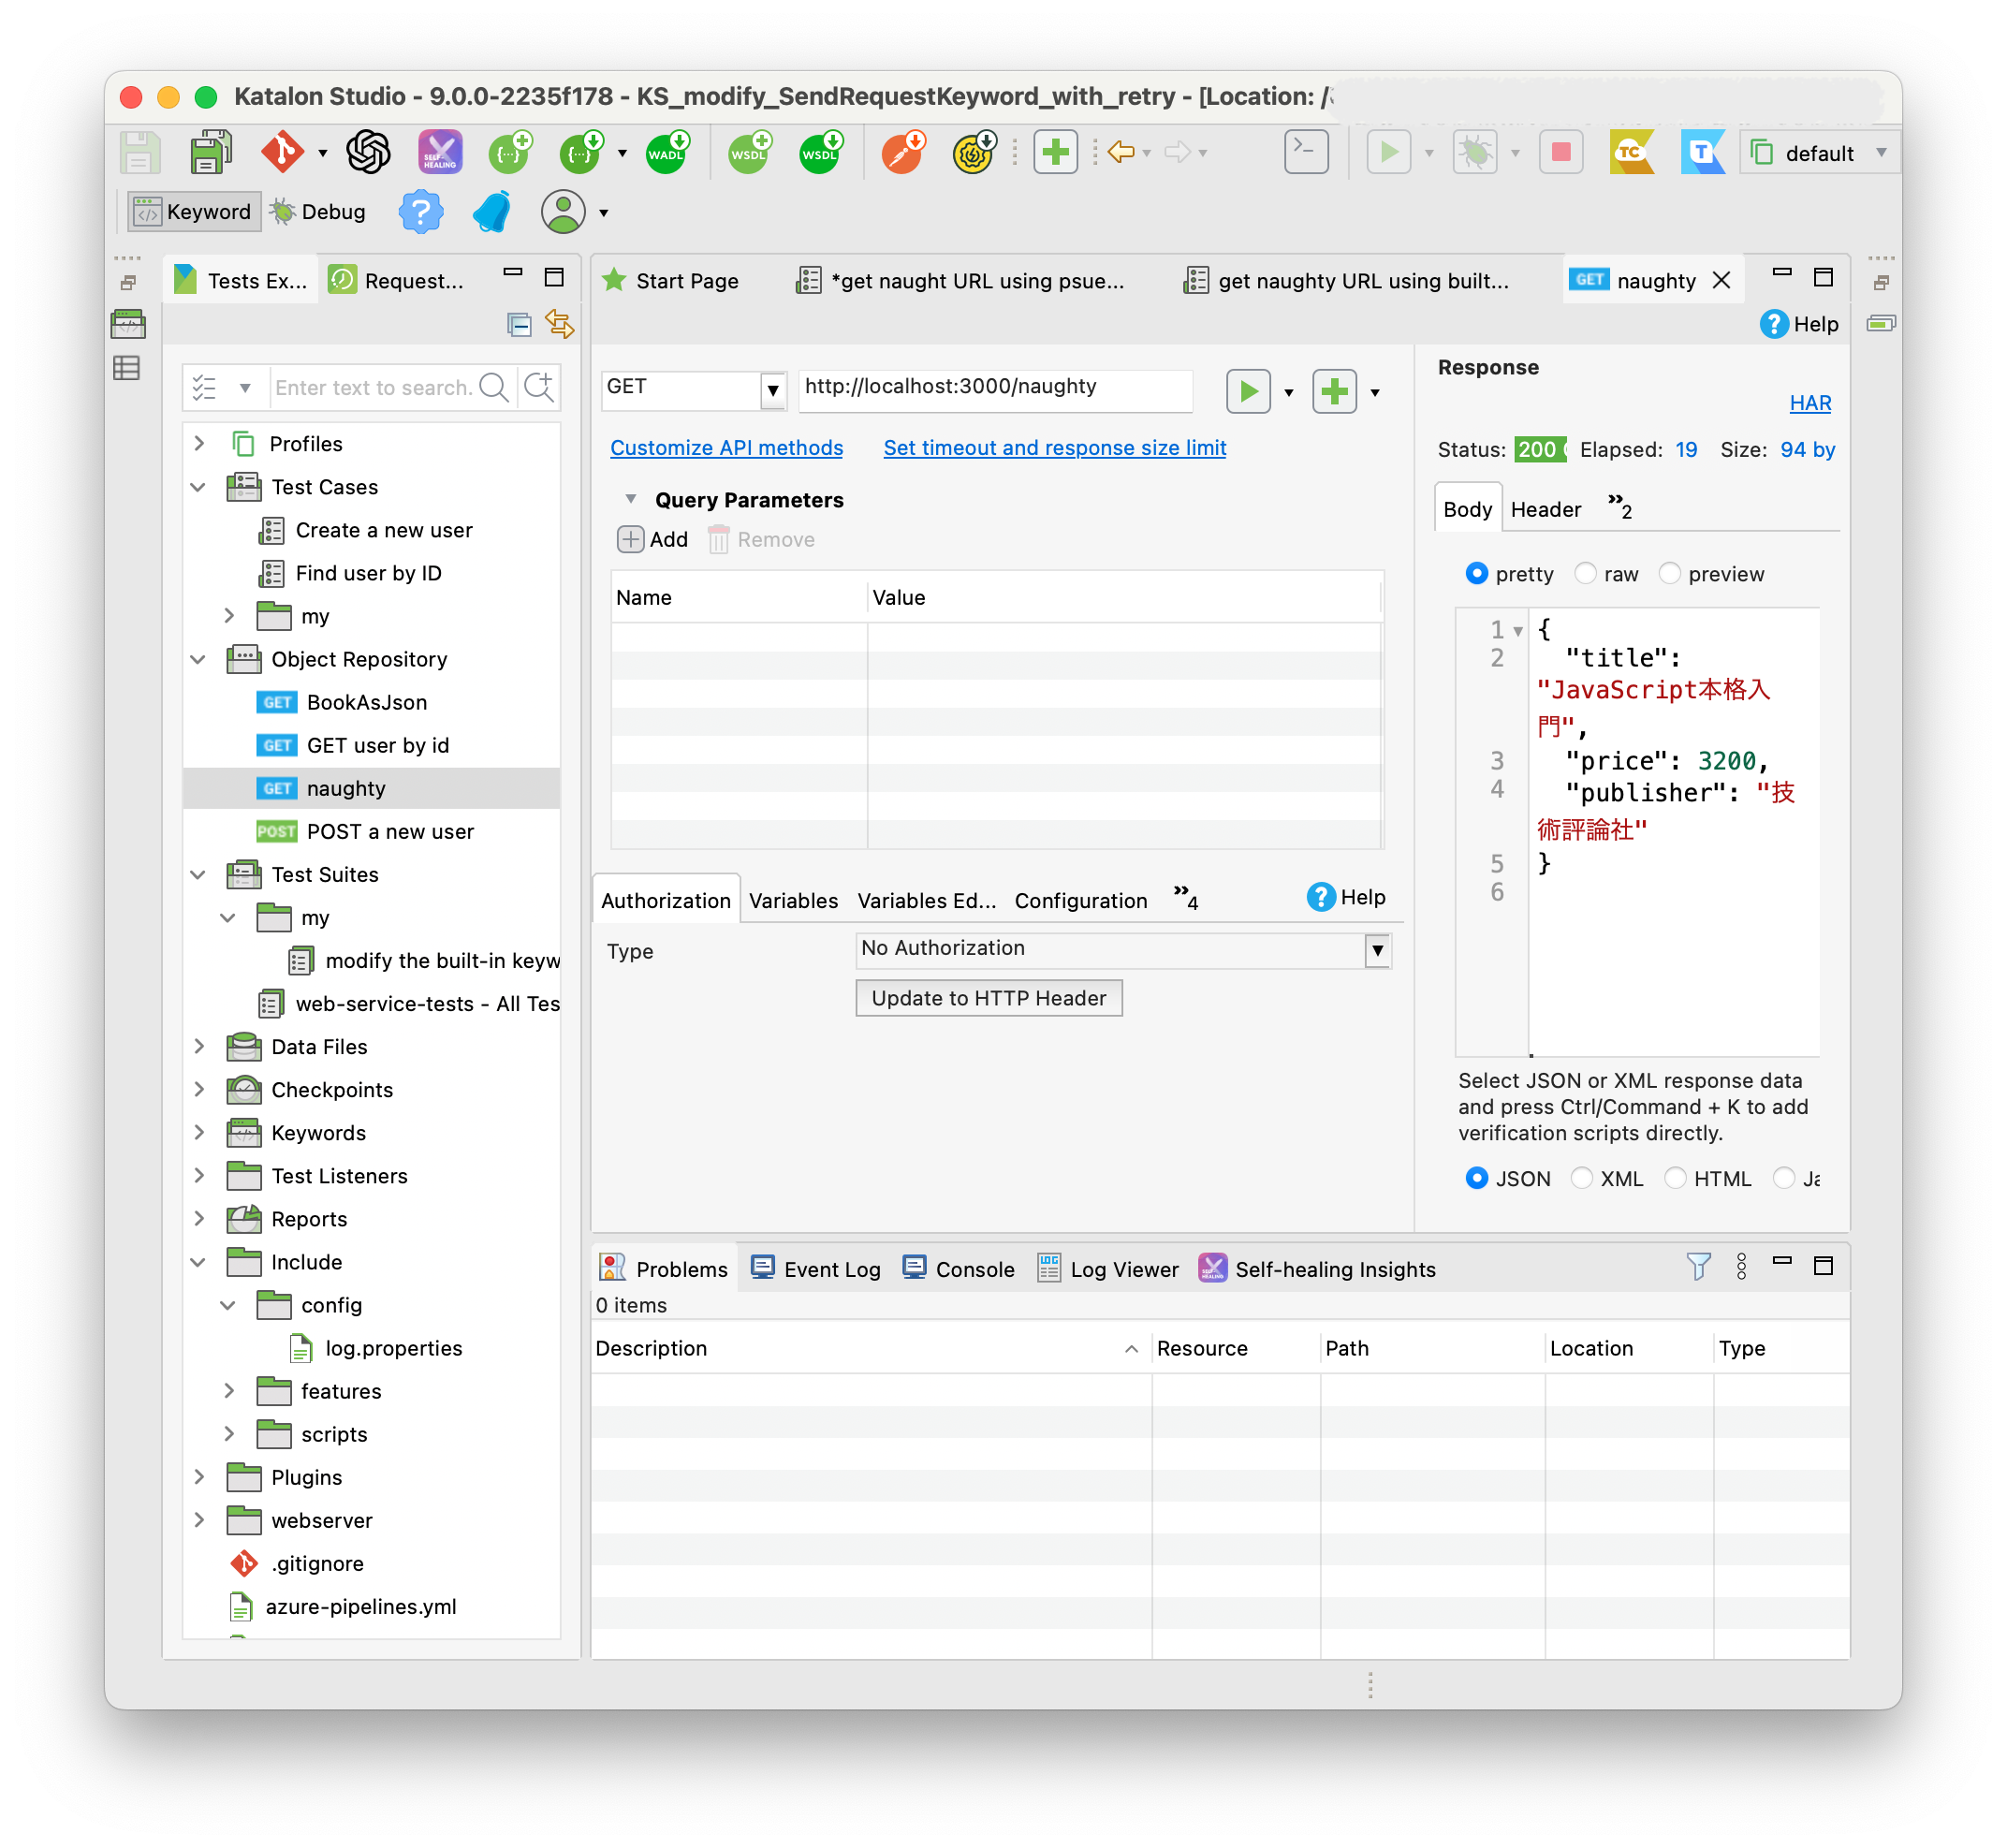 Katalon Studio - 9.0.0-2235f178 - KS_modify_SendRequestKeyword_with_retry - [Location: /
SELF-HEALING
WADL
WSDL
WSDL
TC
T
default
Keyword
Debug
Tests Ex...
Request...
Start Page
*get naught URL using psue...
get naughty URL using built...
GET naughty
Help
Enter text to search.
Profiles
Test Cases
Create a new user
Find user by ID
my
Object Repository
GET BookAsJson
GET GET user by id
GET naughty
POST POST a new user
Test Suites
my
modify the built-in keyw
web-service-tests - All Tes
Data Files
Checkpoints
Keywords
Test Listeners
Reports
Include
config
log.properties
features
scripts
Plugins
webserver
.gitignore
azure-pipelines.yml
GET
http://localhost:3000/naughty
Customize API methods
Set timeout and response size limit
Query Parameters
Add
Remove
Name
Value
Authorization
Variables
Variables Ed...
Configuration
»4
Help
Type
No Authorization
Update to HTTP Header
Response
HAR
Status: 200
Elapsed: 19
Size: 94 by
Body
Header
»2
pretty
raw
preview
1 {
2 "title":
"JavaScript本格入
門",
3 "price": 3200,
4 "publisher": "技
術評論社"
5 }
6
Select JSON or XML response data
and press Ctrl/Command + K to add
verification scripts directly.
JSON
XML
HTML
Problems
Event Log
Console
LOG
Log Viewer
Self-healing Insights
0 items
Description
Resource
Path
Location
Type